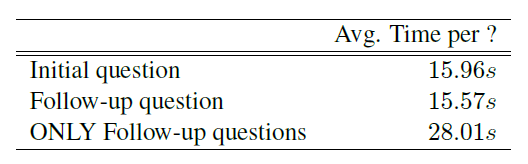 Avg. Time per ?
Initial question 15.96s
Follow-up question 15.57s
ONLY Follow-up questions 28.01s